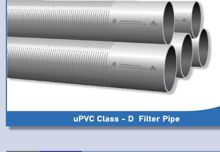 uPVC Class – D Filter Pipe